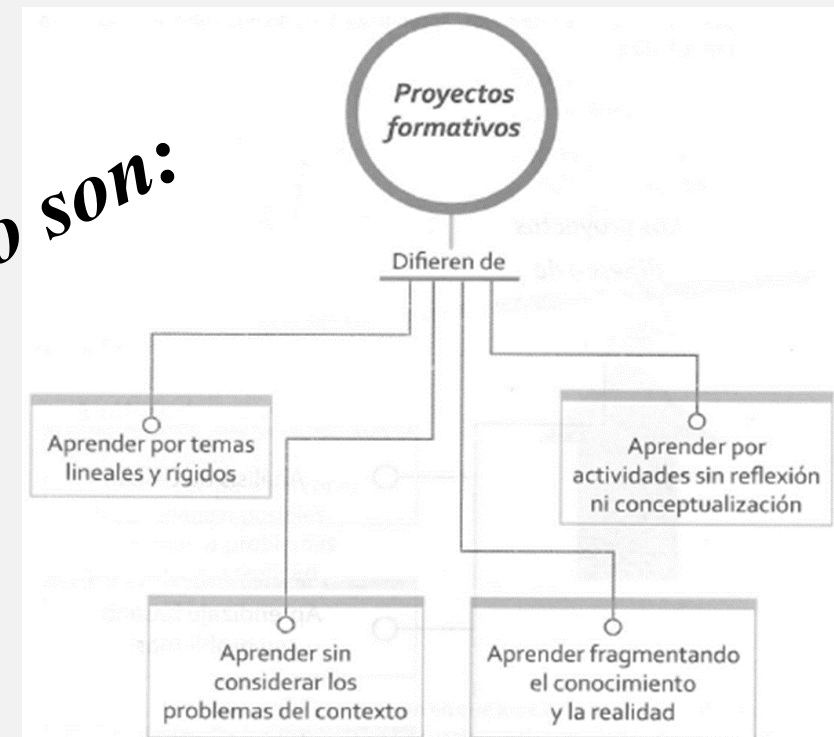 o son:
Proyectos
formativos
Difieren de
Aprender por temas
lineales y rígidos
Aprender por
actividades sin reflexión
ni conceptualización
Aprender sin
considerar los
problemas del contexto
Aprender fragmentando
el conocimiento
y la realidad